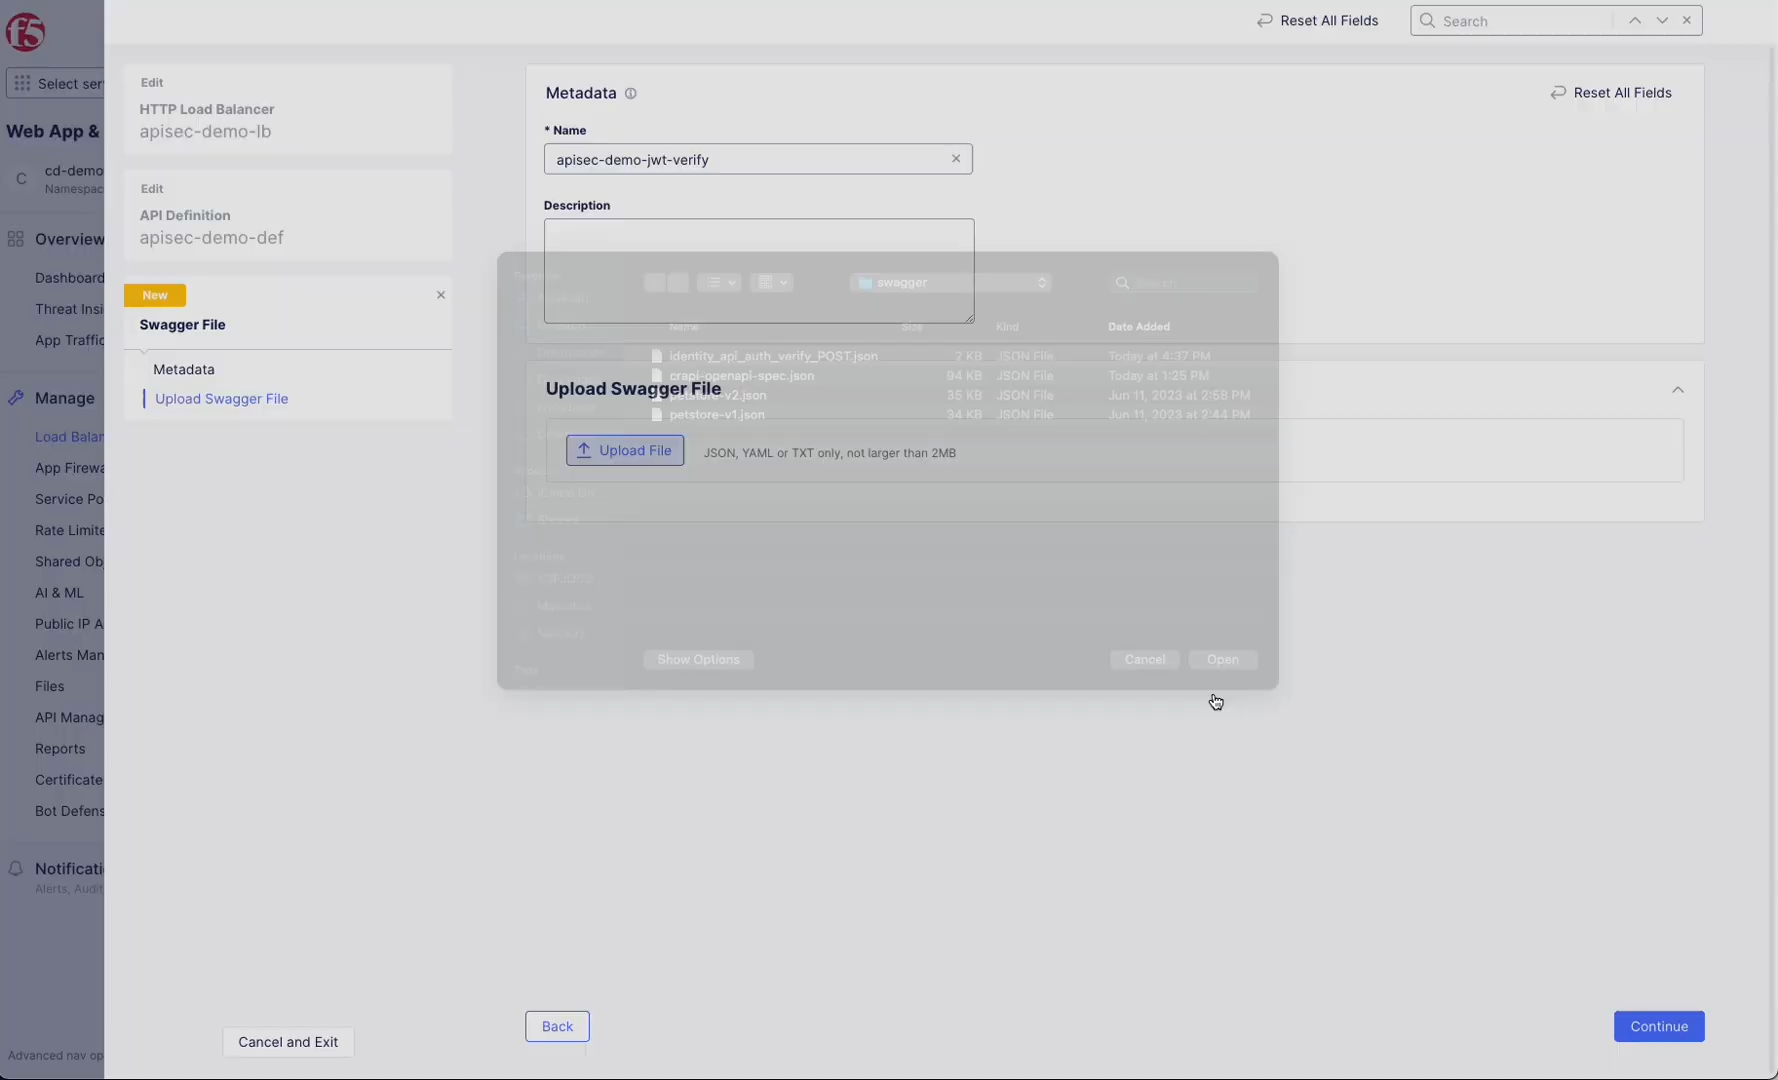 f5
Reset All Fields
Search
Select ser
Web App &
C
cd-demo
Namespac
Overview
Dashboard
Threat Insi
App Traffic
Manage
Load Balan
App Firewa
Service Po
Rate Limite
Shared Obj
AI & ML
Public IP A
Alerts Man
Files
API Manag
Reports
Certificate
Bot Defens
Notificati
Alerts, Audit
Advanced nav op
Edit
HTTP Load Balancer
apisec-demo-lb
Edit
API Definition
apisec-demo-def
New
Swagger File
Metadata
Upload Swagger File
Cancel and Exit
Metadata
Reset All Fields
* Name
apisec-demo-jwt-verify
Description
swagger
Search
Name Size Kind Date Added
identity_api_auth_verify_POST.json 2 KB JSON File Today at 4:37 PM
crapi-openapi-spec.json 94 KB JSON File Today at 1:25 PM
petstore-v2.json 35 KB JSON File Jun 11, 2023 at 2:58 PM
petstore-v1.json 34 KB JSON File Jun 11, 2023 at 2:44 PM
Upload Swagger File
Upload File
JSON, YAML or TXT only, not larger than 2MB
Locations
Network
Tags
Show Options
Cancel
Open
Back
Continue